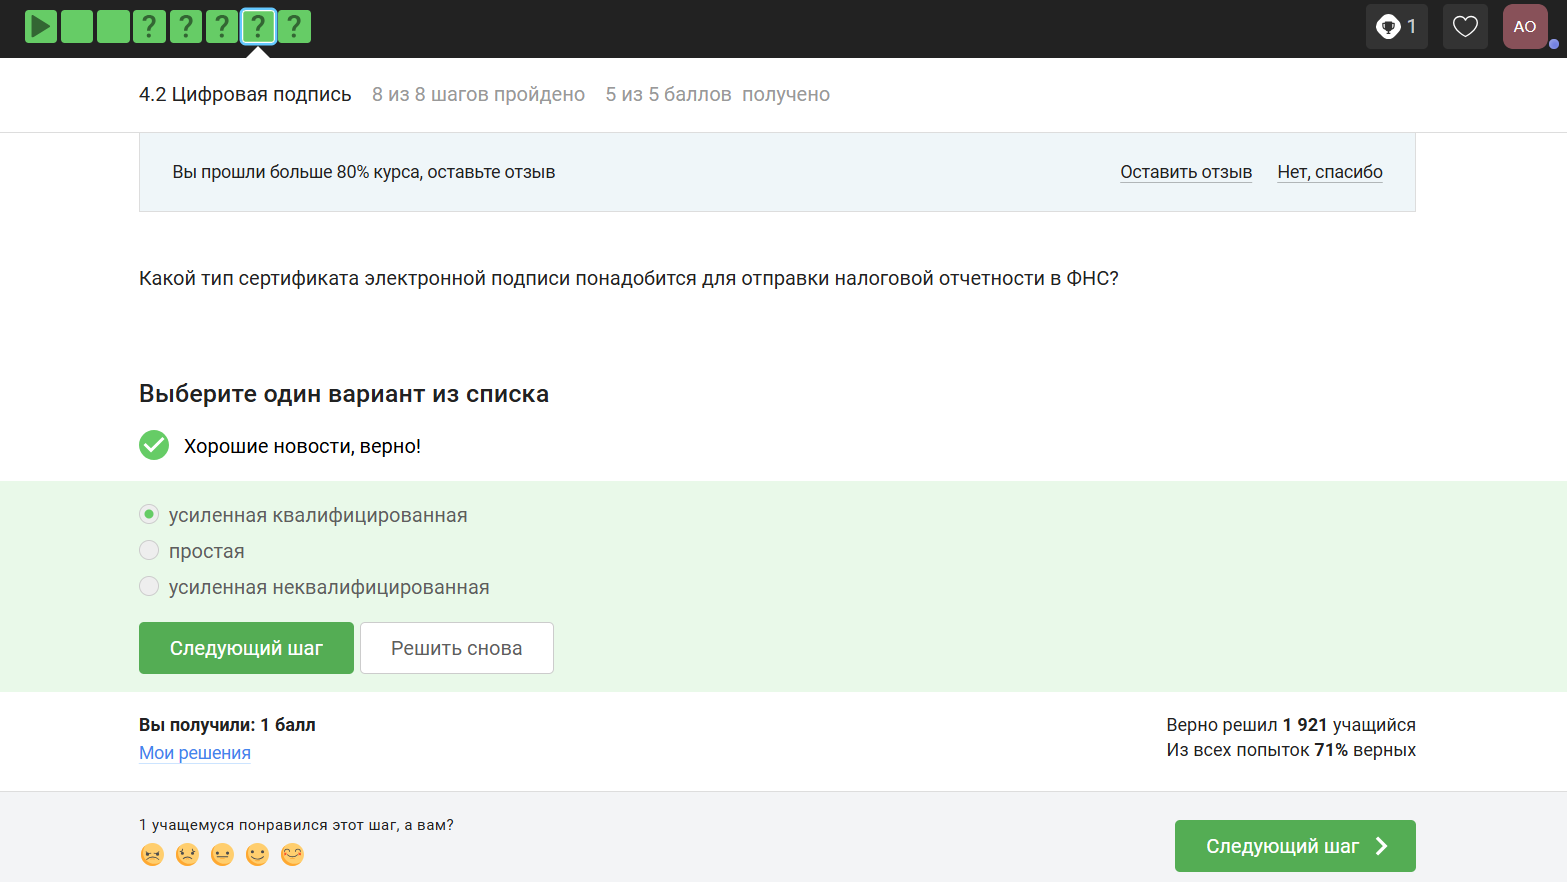 ? ? ? ? ?
1
АО
4.2 Цифровая подпись 8 из 8 шагов пройдено 5 из 5 баллов получено
Вы прошли больше 80% курса, оставьте отзыв Оставить отзыв Нет, спасибо
Какой тип сертификата электронной подписи понадобится для отправки налоговой отчетности в ФНС?
Выберите один вариант из списка
Хорошие новости, верно!
усиленная квалифицированная
простая
усиленная неквалифицированная
Следующий шаг Решить снова
Вы получили: 1 балл
Мои решения
Верно решил 1 921 учащийся
Из всех попыток 71% верных
1 учащемуся понравился этот шаг, а вам?
Следующий шаг